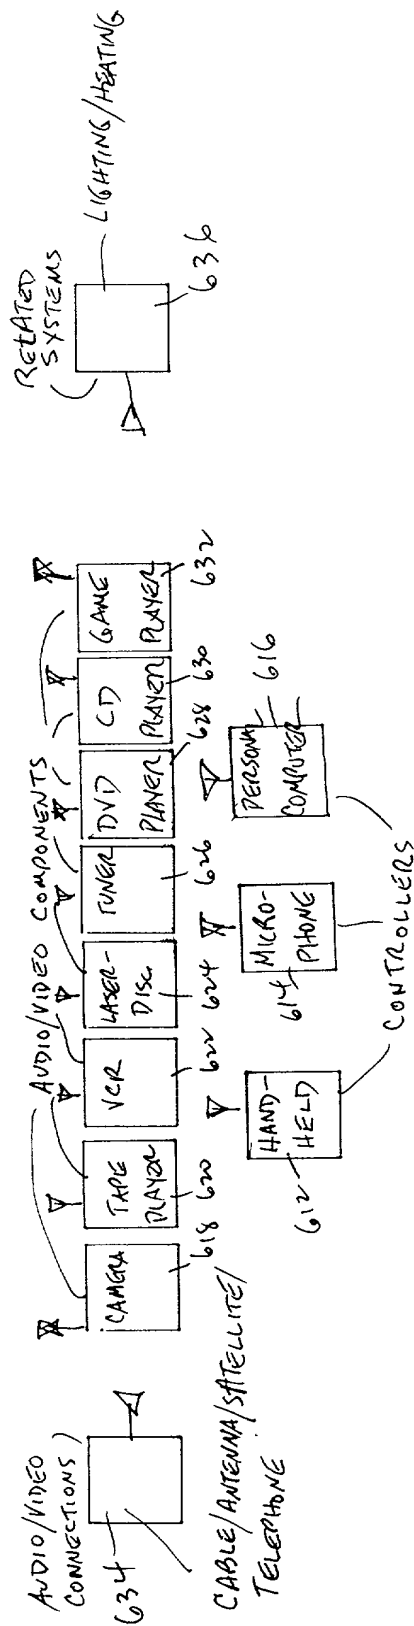 AUDIO/VIDEO
CONNECTIONS
634
CABLE/ANTENNA/SATELLITE/
TELEPHONE
AUDIO/VIDEO COMPONENTS
CAMERA
618
TAPE
PLAYER
620
VCR
622
LASER-
DISC
624
TUNER
626
DVD
PLAYER
628
CD
PLAYER
630
GAME
PLAYER
632
HAND-
HELD
612
MICRO-
PHONE
614
PERSONAL
COMPUTER
616
CONTROLLERS
RELATED
SYSTEMS
LIGHTING/HEATING
636